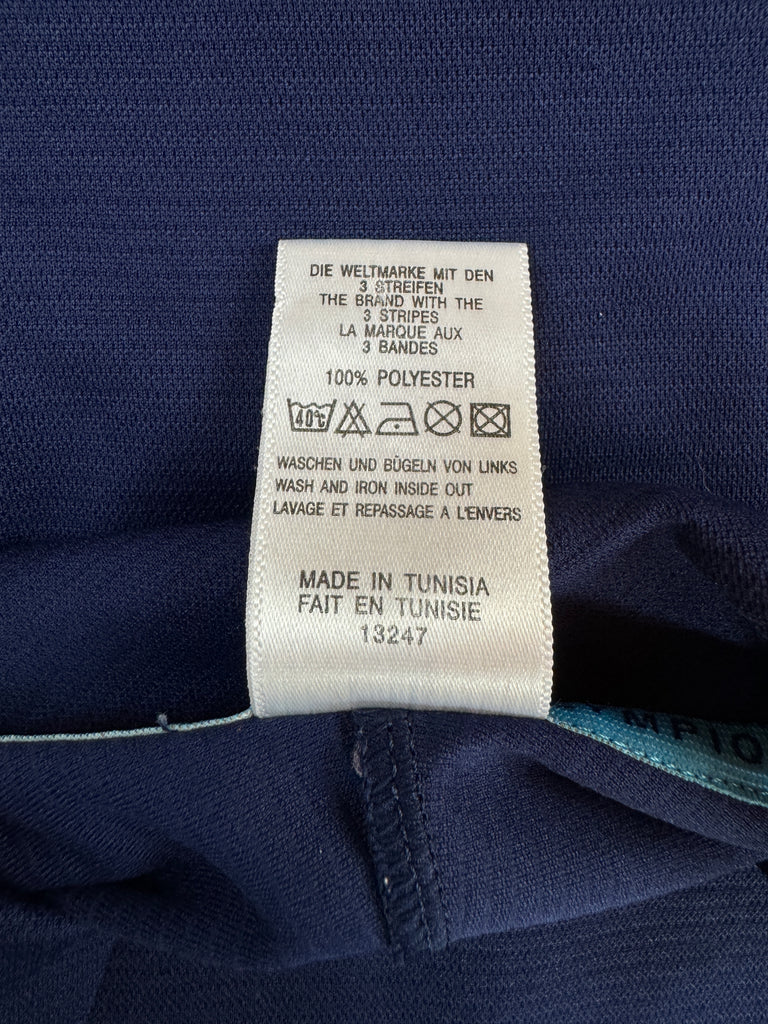 DIE WELTMARKE MIT DEN
3 STREIFEN
THE BRAND WITH THE
3 STRIPES
LA MARQUE AUX
3 BANDES
100% POLYESTER
40°C
WASCHEN UND BÜGELN VON LINKS
WASH AND IRON INSIDE OUT
LAVAGE ET REPASSAGE A L'ENVERS
MADE IN TUNISIA
FAIT EN TUNISIE
13247